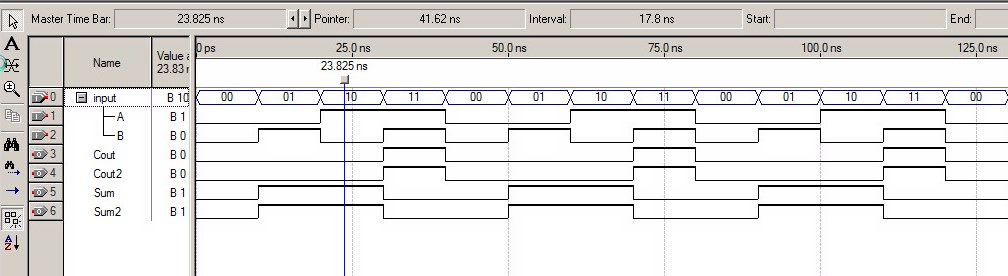 Master Time Bar: 23.825 ns Pointer: 41.62 ns Interval: 17.8 ns Start: End:
A
Name Value a
23.83 n
0 ps 25.0 ns 50.0 ns 75.0 ns 100.0 ns 125.0 ns
23.825 ns
0 input B 10 00 01 10 11 00 01 10 11 00 01 10 11 00
1 A B 1
2 B B 0
3 Cout B 0
4 Cout2 B 0
5 Sum B 1
6 Sum2 B 1
A
Z